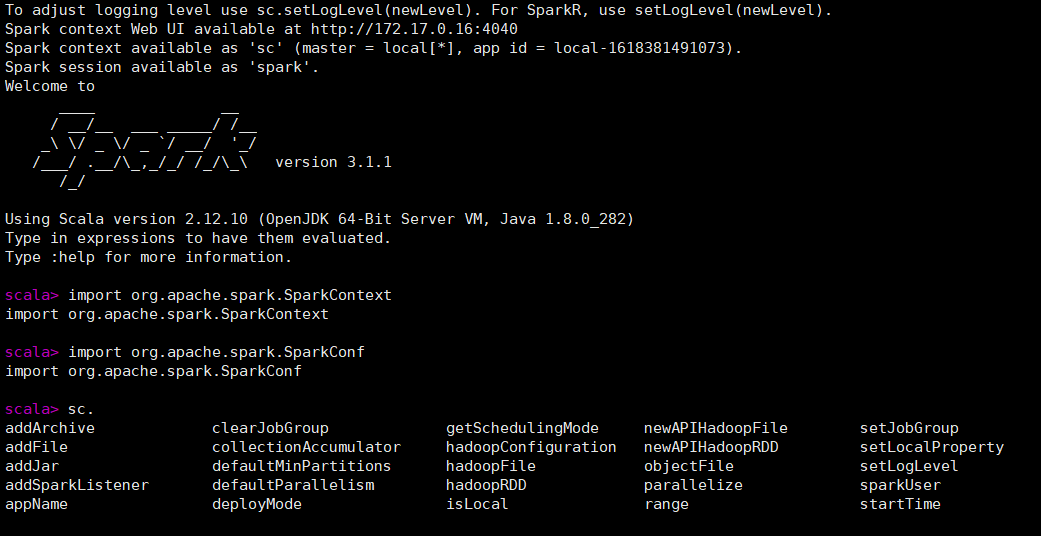 To adjust logging level use sc.setLogLevel(newLevel). For SparkR, use setLogLevel(newLevel).
Spark context Web UI available at http://172.17.0.16:4040
Spark context available as 'sc' (master = local[*], app id = local-1618381491073).
Spark session available as 'spark'.
Welcome to
      ____              __
     / __/__  ___ _____/ /__
    _\ \/ _ \/ _ `/ __/  '_/
   /___/ .__/\_,_/_/ /_/\_\   version 3.1.1
      /_/
Using Scala version 2.12.10 (OpenJDK 64-Bit Server VM, Java 1.8.0_282)
Type in expressions to have them evaluated.
Type :help for more information.
scala> import org.apache.spark.SparkContext
import org.apache.spark.SparkContext
scala> import org.apache.spark.SparkConf
import org.apache.spark.SparkConf
scala> sc.
addArchive             clearJobGroup             getSchedulingMode     newAPIHadoopFile        setJobGroup
addFile                collectionAccumulator     hadoopConfiguration   newAPIHadoopRDD         setLocalProperty
addJar                 defaultMinPartitions      hadoopFile            objectFile              setLogLevel
addSparkListener       defaultParallelism        hadoopRDD             parallelize             sparkUser
appName                deployMode                isLocal               range                   startTime